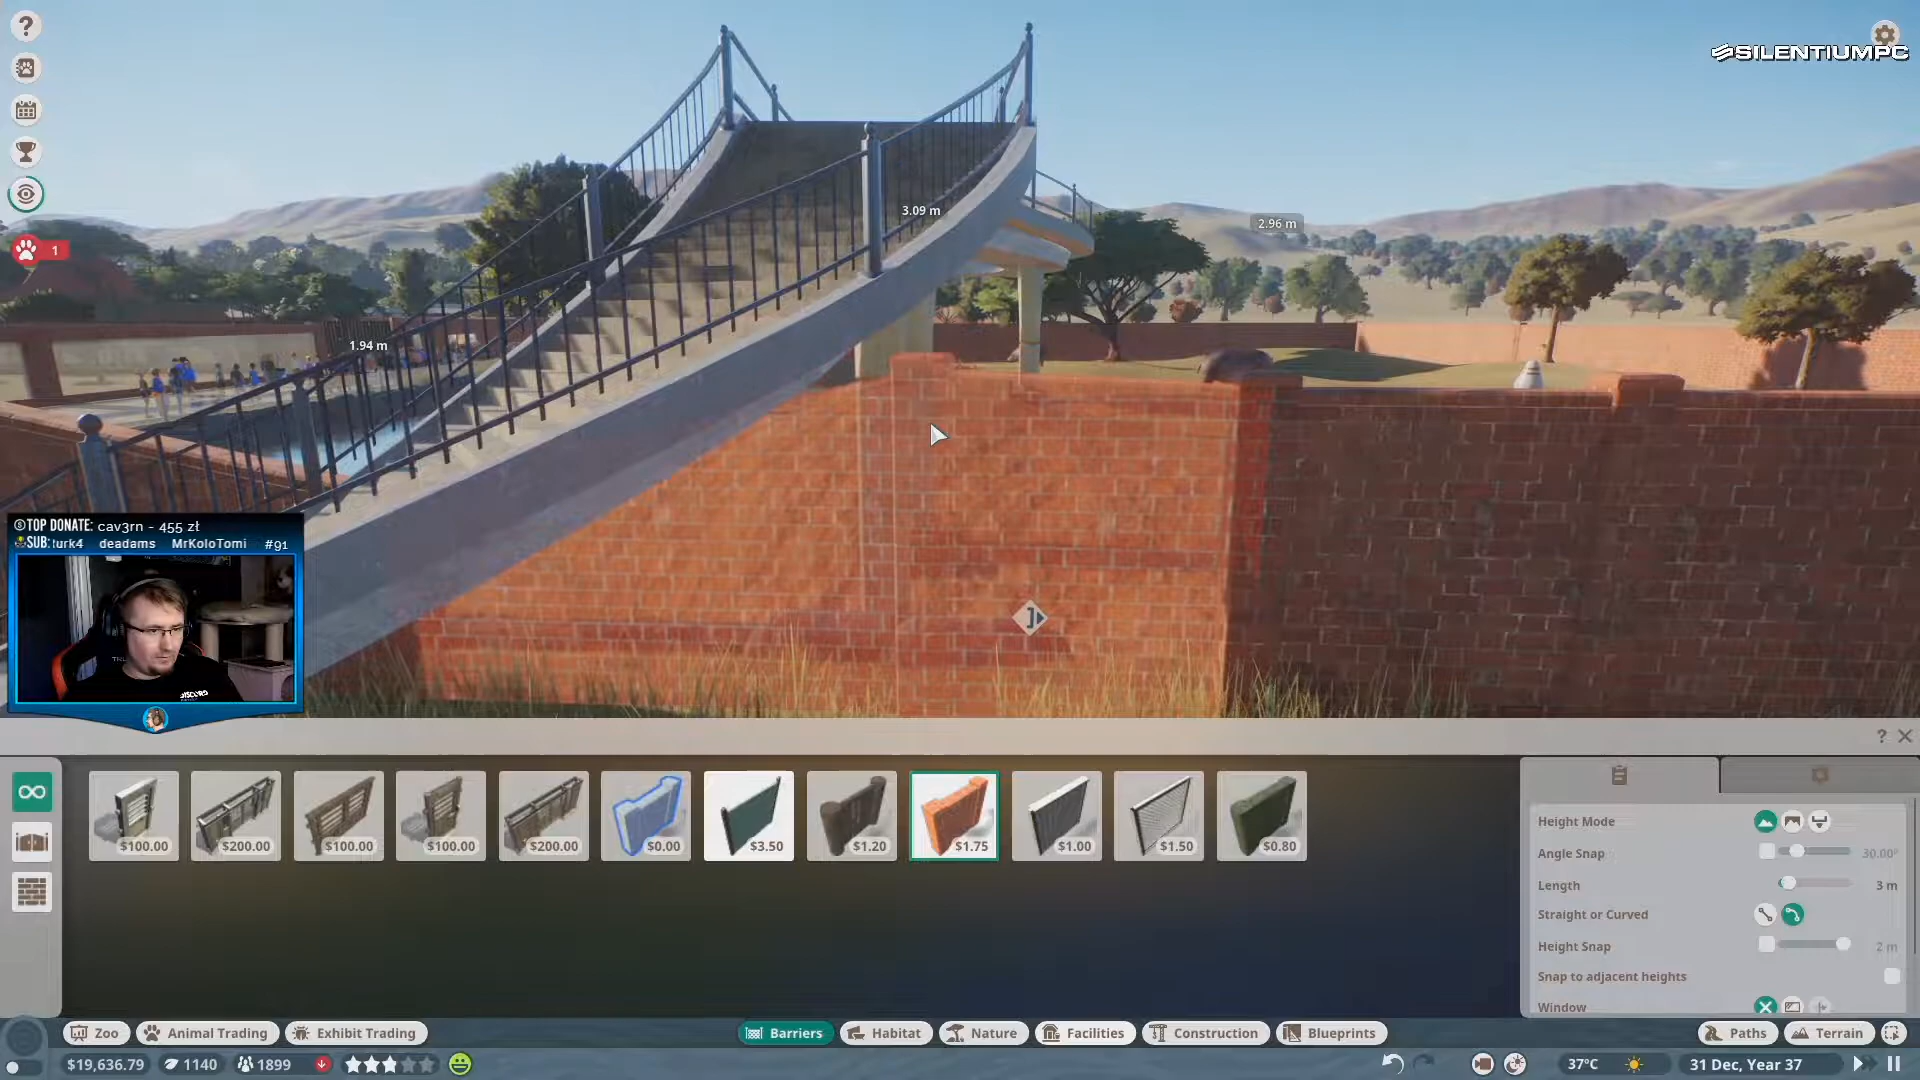 SILENTIUMPC
1
3.09 m
2.96 m
1.94 m
TOP DONATE: cav3rn - 455 zł
SUB: turk4 deadams MrKoloTomi #91
DISCORD
? ×
$100.00 $200.00 $100.00 $100.00 $200.00 $0.00 $3.50 $1.20 $1.75 $1.00 $1.50 $0.80
Height Mode
Angle Snap 30.00°
Length 3 m
Straight or Curved
Height Snap 2 m
Snap to adjacent heights
Window
Zoo Animal Trading Exhibit Trading Barriers Habitat Nature Facilities Construction Blueprints Paths Terrain
$19,636.79 1140 1899 37°C 31 Dec, Year 37